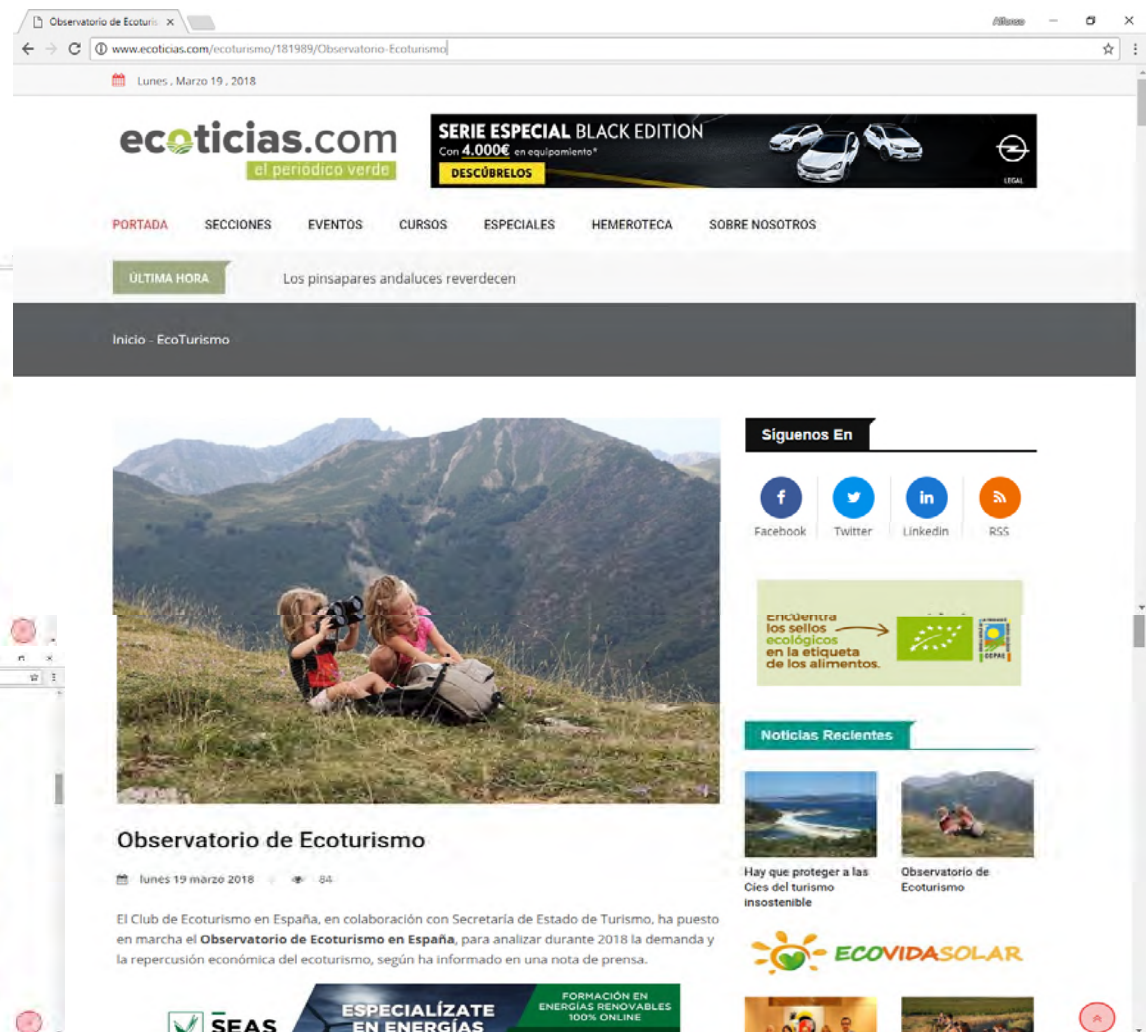 Observatorio de Ecoturis
Alfonso
www.ecoticias.com/ecoturismo/181989/Observatorio-Ecoturismo
Lunes , Marzo 19 , 2018
ecoticias.com
el periódico verde
SERIE ESPECIAL BLACK EDITION
Con 4.000€ en equipamiento*
DESCÚBRELOS
LEGAL
PORTADA SECCIONES EVENTOS CURSOS ESPECIALES HEMEROTECA SOBRE NOSOTROS
ÚLTIMA HORA Los pinsapares andaluces reverdecen
Inicio - EcoTurismo
Síguenos En
Facebook Twitter Linkedin RSS
Encuentra
los sellos
ecológicos
en la etiqueta
de los alimentos.
CCPAE
Noticias Recientes
Hay que proteger a las
Cíes del turismo
insostenible
Observatorio de
Ecoturismo
Observatorio de Ecoturismo
lunes 19 marzo 2018 84
El Club de Ecoturismo en España, en colaboración con Secretaría de Estado de Turismo, ha puesto
en marcha el Observatorio de Ecoturismo en España, para analizar durante 2018 la demanda y
la repercusión económica del ecoturismo, según ha informado en una nota de prensa.
ECOVIDASOLAR
SEAS
ESPECIALÍZATE
EN ENERGÍAS
FORMACIÓN EN
ENERGÍAS RENOVABLES
100% ONLINE